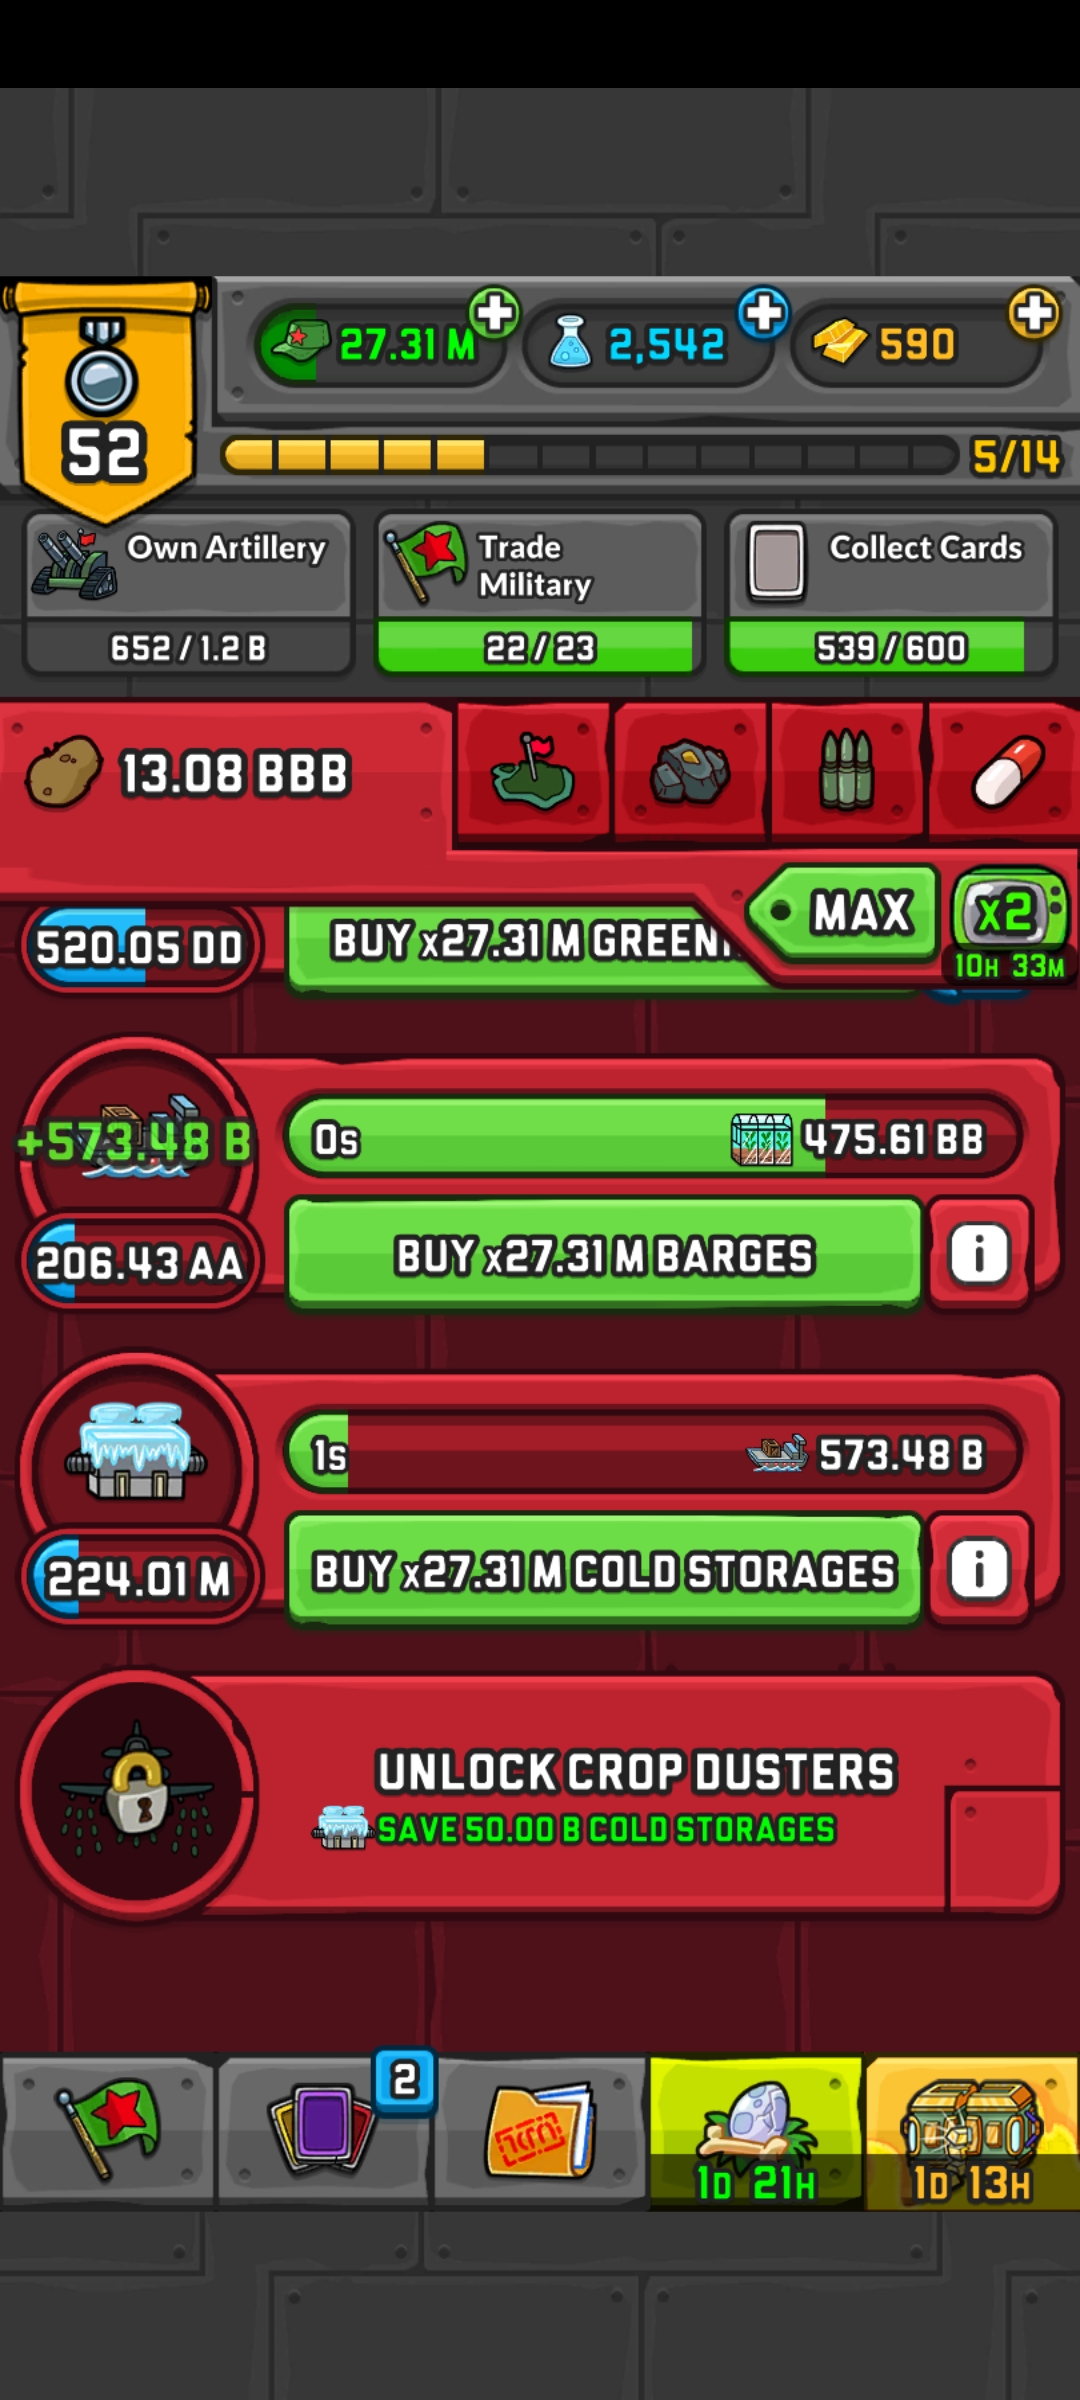 27.31 M
2,542
590
52
5/14
Own Artillery
Trade
Military
Collect Cards
652 / 1.2 B
22 / 23
539 / 600
13.08 BBB
MAX
x2
10H 33M
520.05 DD
BUY x27.31 M
+573.48 B
0s
475.61 BB
206.43 AA
BUY x27.31 M BARGES
i
1s
573.48 B
224.01 M
BUY x27.31 M COLD STORAGES
i
UNLOCK CROP DUSTERS
SAVE 50.00 B COLD STORAGES
2
1D 21H
1D 13H